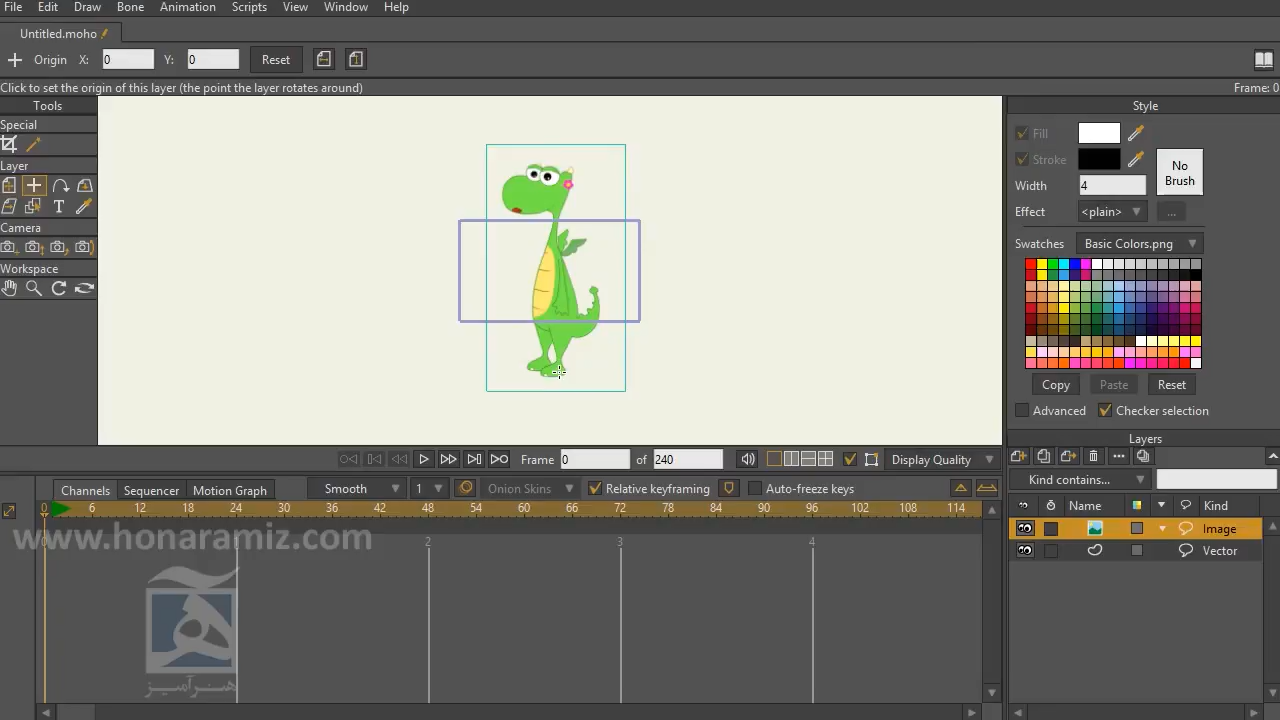 File Edit Draw Bone Animation Scripts View Window Help
Untitled.moho
Origin X: 0 Y: 0 Reset
Click to set the origin of this layer (the point the layer rotates around) Frame: 0
Tools
Special
Layer
Camera
Workspace
Style
Fill
Stroke
No Brush
Width 4
Effect <plain> ...
Swatches Basic Colors.png
Copy Paste Reset
Advanced Checker selection
Frame 0 of 240 Display Quality
Layers
Kind contains...
Name Kind
Image
Vector
Channels Sequencer Motion Graph Smooth 1 Onion Skins Relative keyframing Auto-freeze keys
0 6 12 18 24 30 36 42 48 54 60 66 72 78 84 90 96 102 108 114
0 1 2 3 4
www.honaramiz.com
هنرآمیز